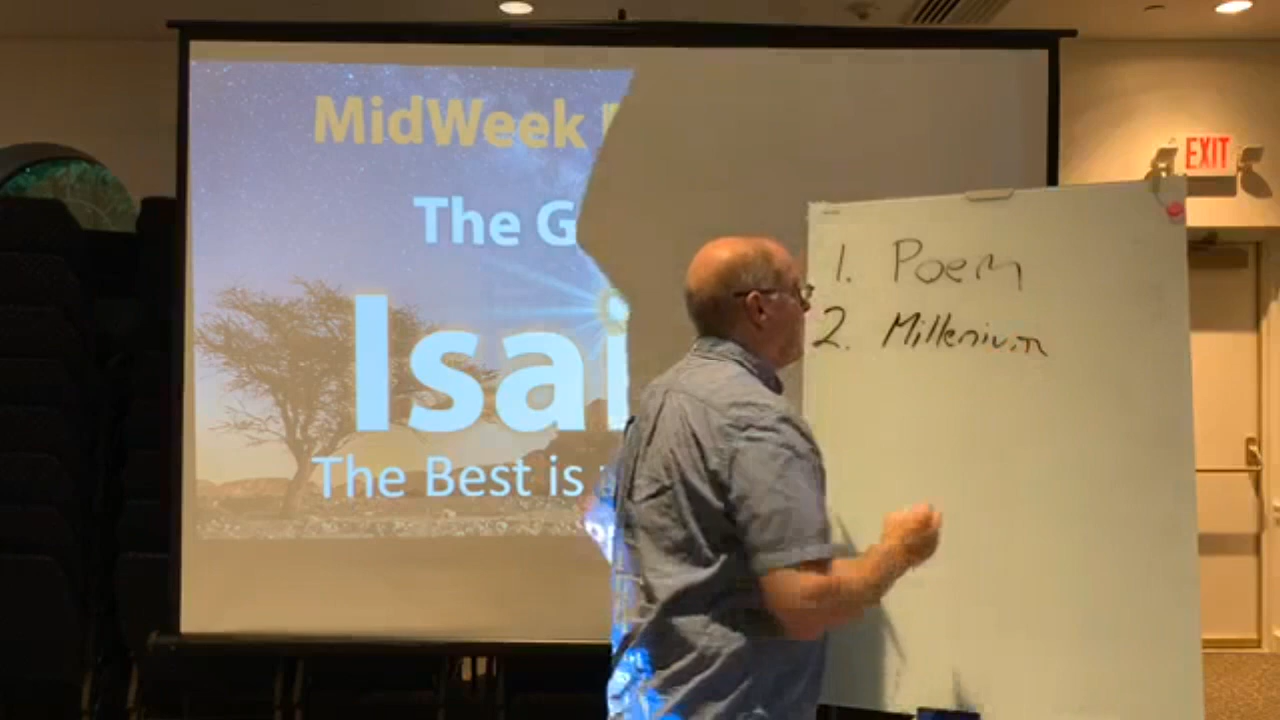 MidWeek
The G
Isai
The Best is
EXIT
1. Poem
2. Millenium